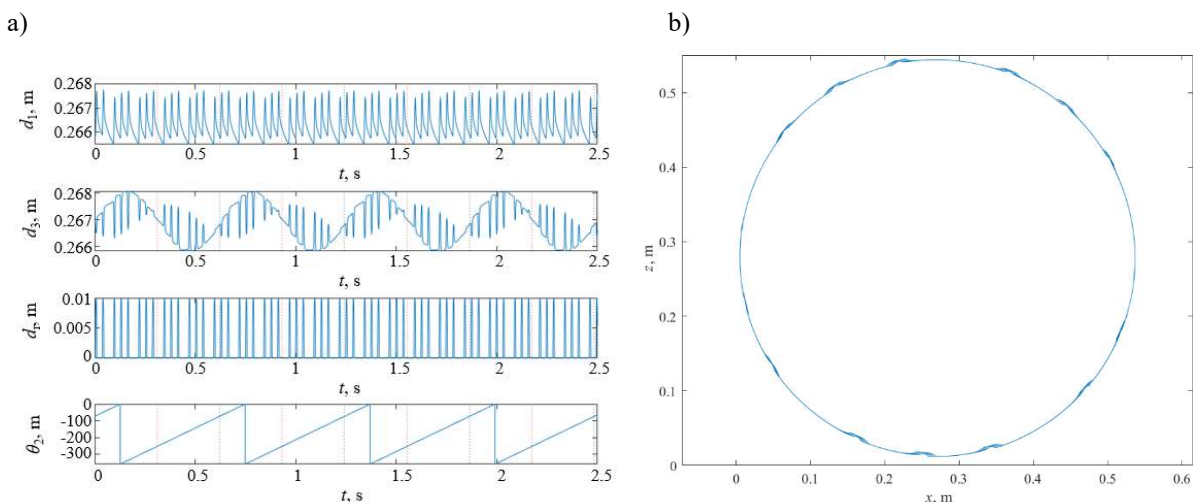 a)
b)
0.268
0.267
0.266
d1, m
0 0.5 1 1.5 2 2.5
t, s
0.268
0.267
0.266
d3, m
0 0.5 1 1.5 2 2.5
t, s
0.01
0.005
0
dr, m
0 0.5 1 1.5 2 2.5
t, s
0
-100
-200
-300
θ2, m
0 0.5 1 1.5 2 2.5
t, s
0.5
0.4
0.3
0.2
0.1
0
z, m
0 0.1 0.2 0.3 0.4 0.5 0.6
x, m